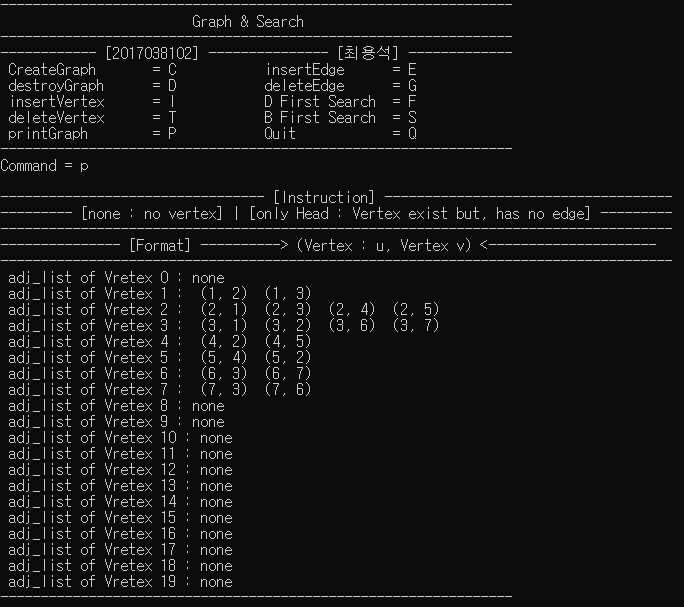 ----------------------------------------------------------------
Graph & Search
----------------------------------------------------------------
------------ [2017038102] --------------- [최용석] -------------
CreateGraph = C insertEdge = E
destroyGraph = D deleteEdge = G
insertVertex = I D First Search = F
deleteVertex = T B First Search = S
printGraph = P Quit = Q
----------------------------------------------------------------
Command = p
--------------------------------- [Instruction] ------------------------------------
--------- [none : no vertex] | [only Head : Vertex exist but, has no edge] ---------
------------------------------------------------------------------------------------
--------------- [Format] ----------> (Vertex : u, Vertex v) <---------------------
------------------------------------------------------------------------------------
adj_list of Vretex 0 : none
adj_list of Vretex 1 : (1, 2) (1, 3)
adj_list of Vretex 2 : (2, 1) (2, 3) (2, 4) (2, 5)
adj_list of Vretex 3 : (3, 1) (3, 2) (3, 6) (3, 7)
adj_list of Vretex 4 : (4, 2) (4, 5)
adj_list of Vretex 5 : (5, 4) (5, 2)
adj_list of Vretex 6 : (6, 3) (6, 7)
adj_list of Vretex 7 : (7, 3) (7, 6)
adj_list of Vretex 8 : none
adj_list of Vretex 9 : none
adj_list of Vretex 10 : none
adj_list of Vretex 11 : none
adj_list of Vretex 12 : none
adj_list of Vretex 13 : none
adj_list of Vretex 14 : none
adj_list of Vretex 15 : none
adj_list of Vretex 16 : none
adj_list of Vretex 17 : none
adj_list of Vretex 18 : none
adj_list of Vretex 19 : none
----------------------------------------------------------------